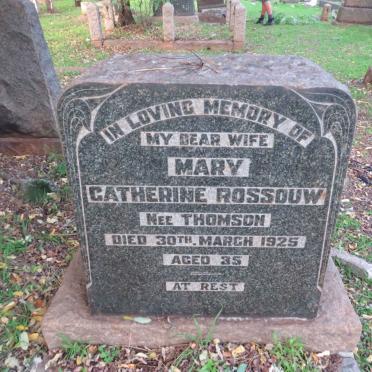 IN LOVING MEMORY OF
MY DEAR WIFE
MARY
CATHERINE ROSSOUW
NEE THOMSON
DIED 30TH. MARCH 1925
AGED 35
AT REST